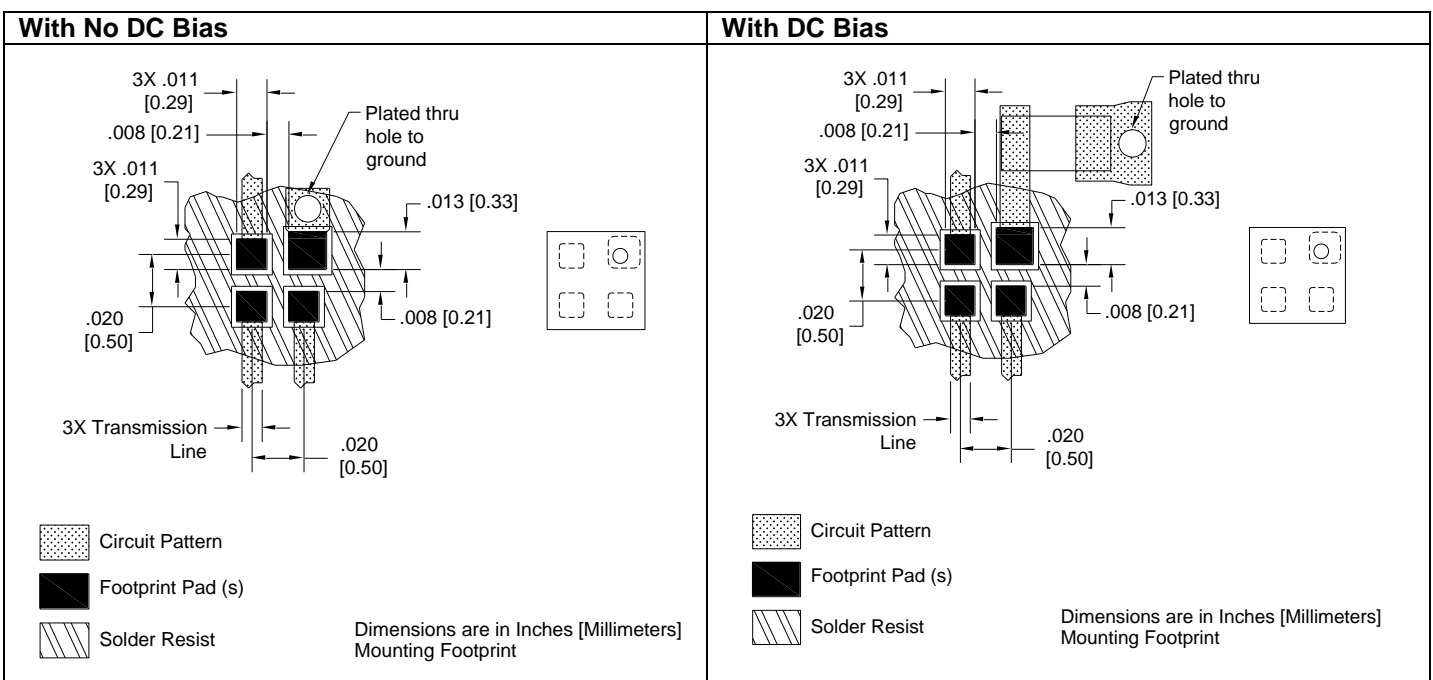 With No DC Bias
3X .011
[0.29]
Plated thru
hole to
ground
.008 [0.21]
3X .011
[0.29]
.013 [0.33]
.020
[0.50]
.008 [0.21]
3X Transmission
Line
.020
[0.50]
Circuit Pattern
Footprint Pad (s)
Solder Resist
Dimensions are in Inches [Millimeters]
Mounting Footprint
With DC Bias
3X .011
[0.29]
Plated thru
hole to
ground
.008 [0.21]
3X .011
[0.29]
.013 [0.33]
.020
[0.50]
.008 [0.21]
3X Transmission
Line
.020
[0.50]
Circuit Pattern
Footprint Pad (s)
Solder Resist
Dimensions are in Inches [Millimeters]
Mounting Footprint